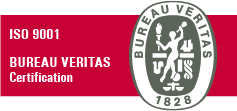 ISO 9001
BUREAU VERITAS
Certification
BUREAU VERITAS
1828